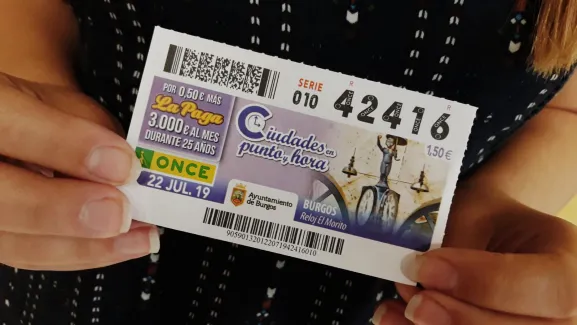 POR 0,50 € MÁS
La Paga
3.000 € AL MES
DURANTE 25 AÑOS
ONCE
22 JUL. 19
SERIE
010
42416
1,50 €
Ciudades en
punto y hora
Ayuntamiento
de Burgos
BURGOS
Reloj El Morito
905901320122071942416010